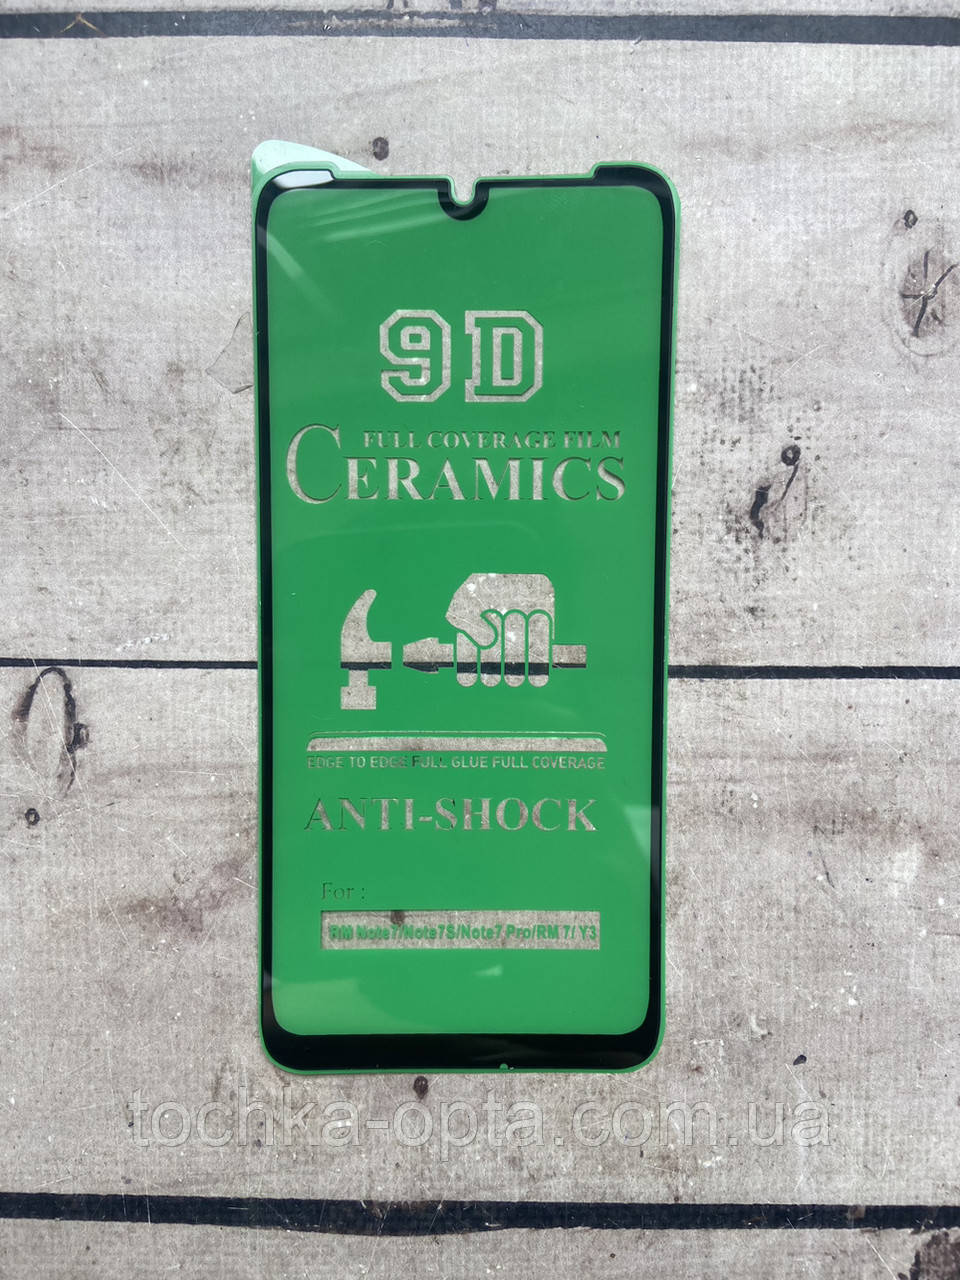 9D
FULL COVERAGE FILM
CERAMICS
EDGE TO EDGE FULL GLUE FULL COVERAGE
ANTI-SHOCK
For :
RM Note7/Note7S/Note7 Pro/RM 7/ Y3
tochka-opta.com.ua